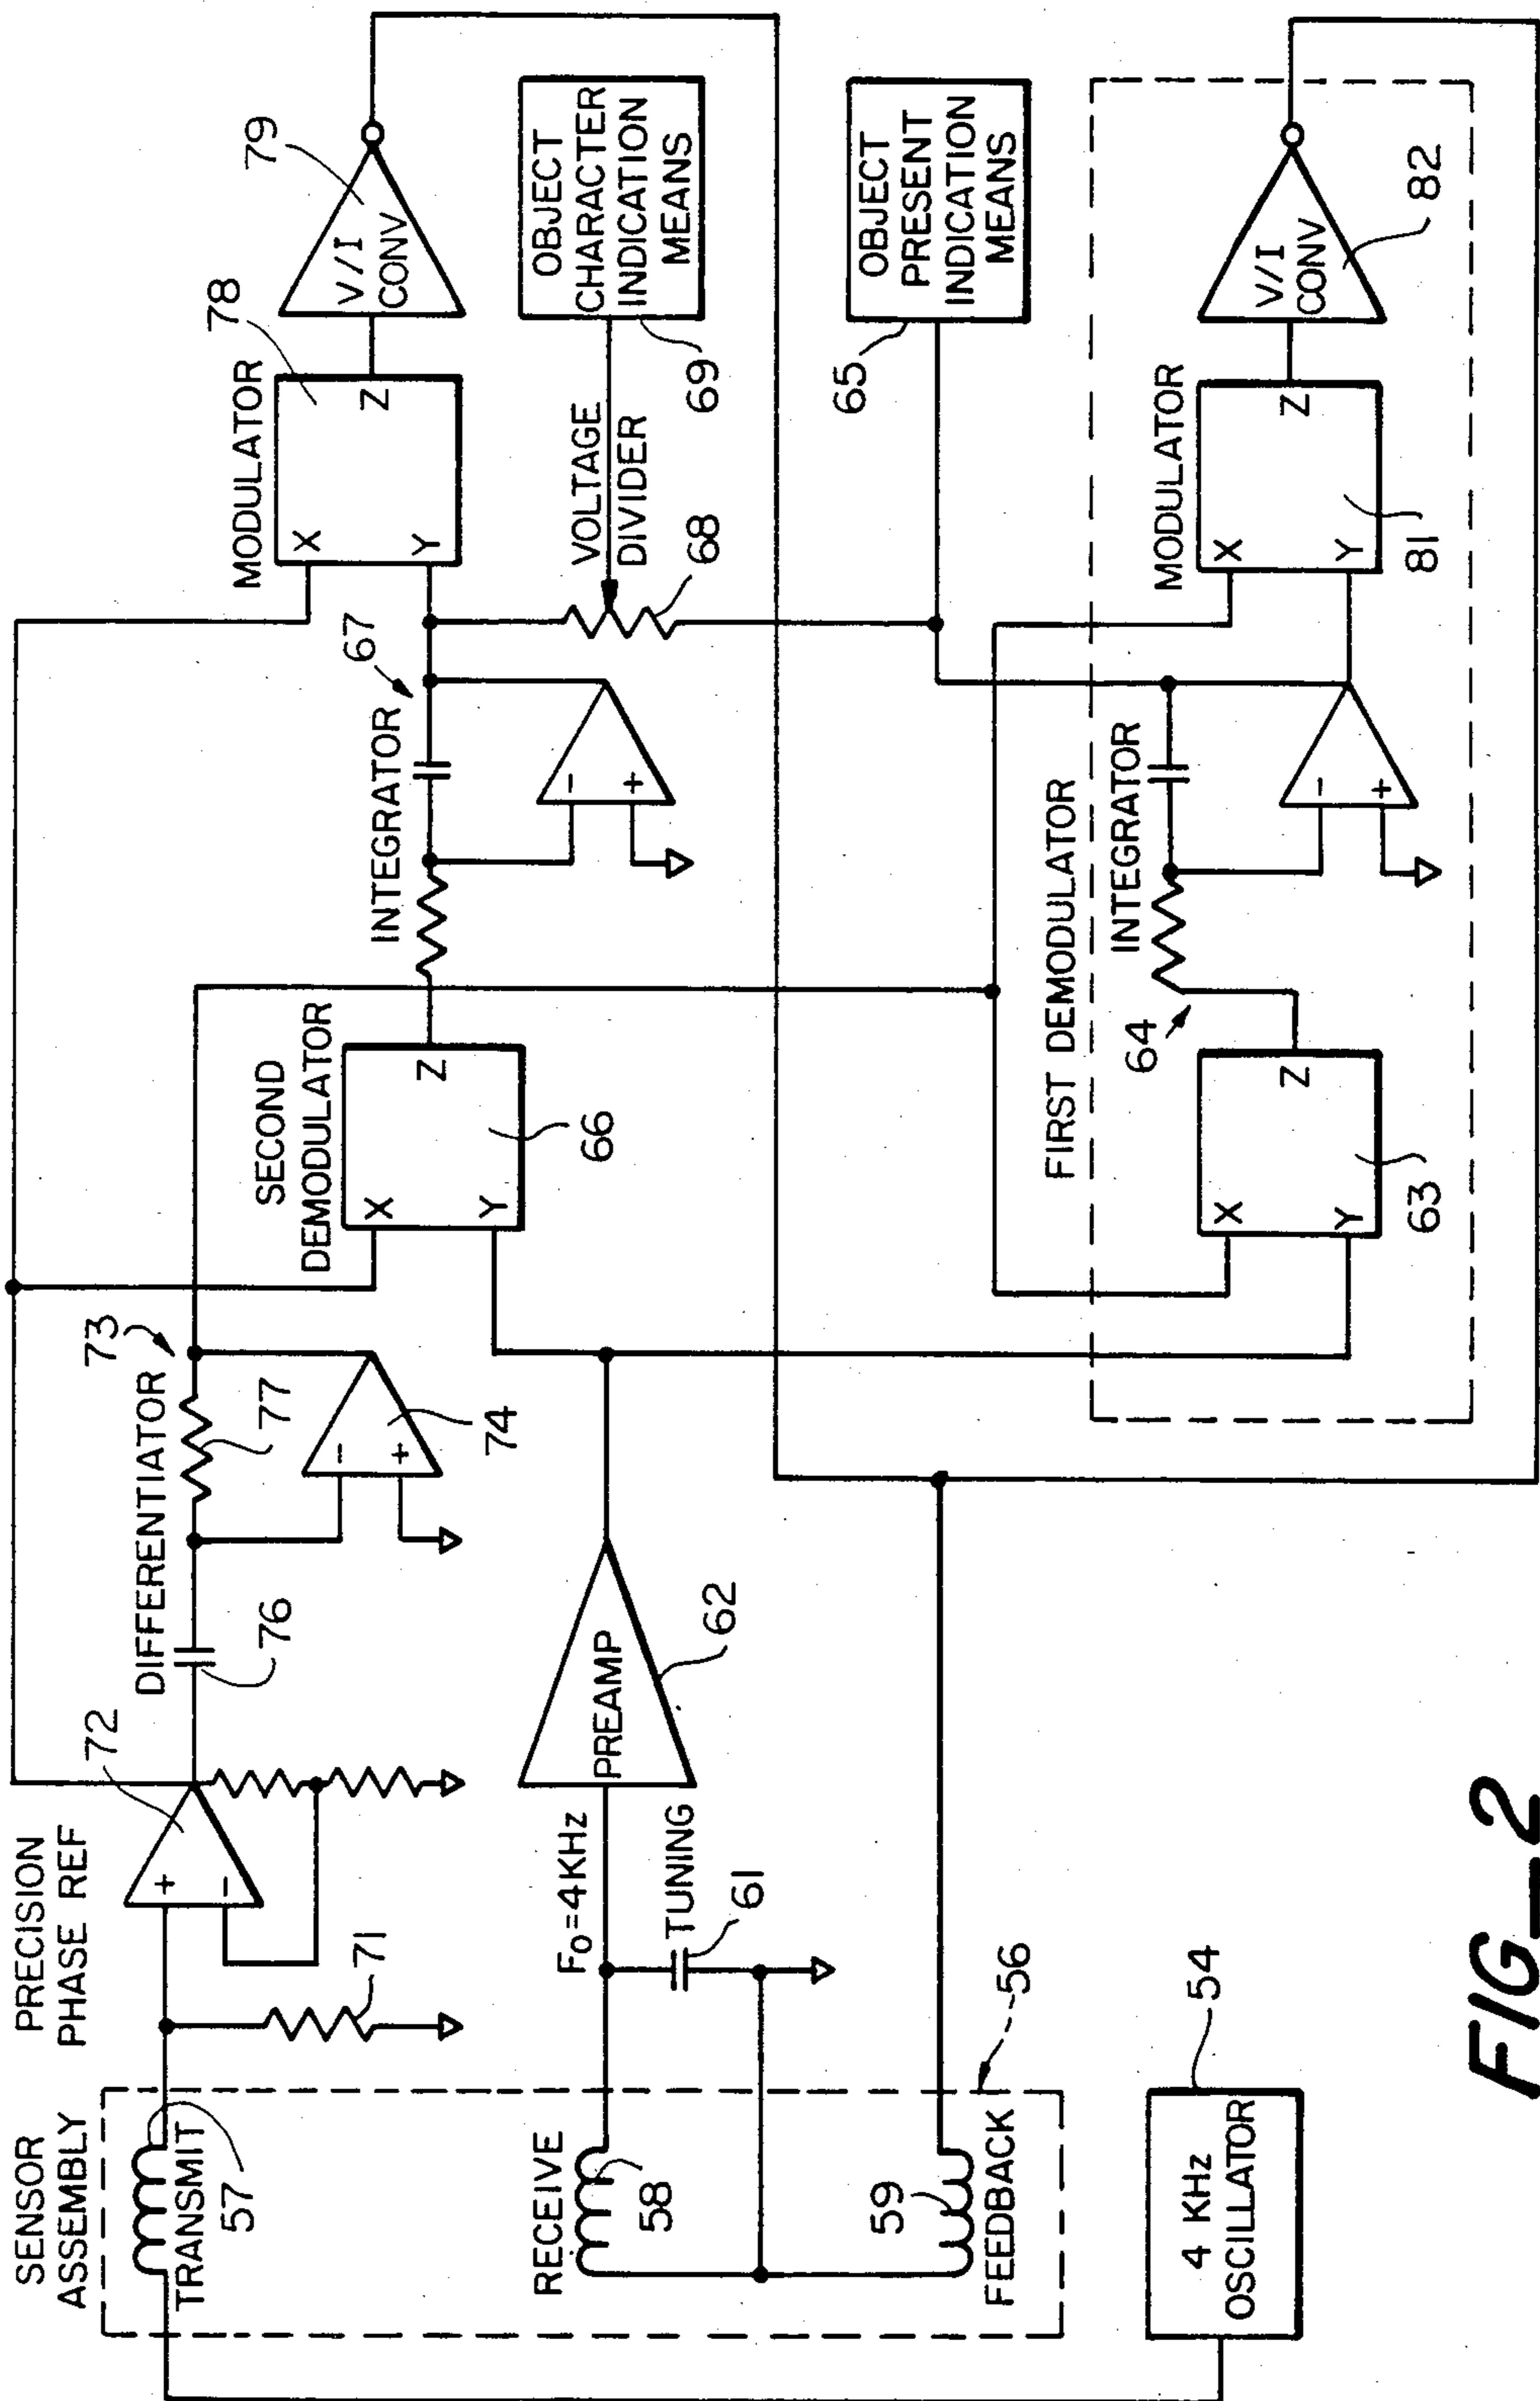 SENSOR
ASSEMBLY
PRECISION
PHASE REF
TRANSMIT
57
71
72
+
-
DIFFERENTIATOR
73
76
77
-
+
74
RECEIVE
58
F₀=4KHz
TUNING
61
PREAMP
62
59
FEEDBACK
56
4 KHz
OSCILLATOR
54
SECOND
DEMODULATOR
X
Y
Z
66
INTEGRATOR
67
-
+
MODULATOR
78
X
Y
Z
79
V/I
CONV
VOLTAGE
DIVIDER
68
OBJECT
CHARACTER
INDICATION
MEANS
69
OBJECT
PRESENT
INDICATION
MEANS
65
FIRST DEMODULATOR
X
Y
Z
63
64
INTEGRATOR
-
+
MODULATOR
X
Y
Z
81
V/I
CONV
82
FIG_2